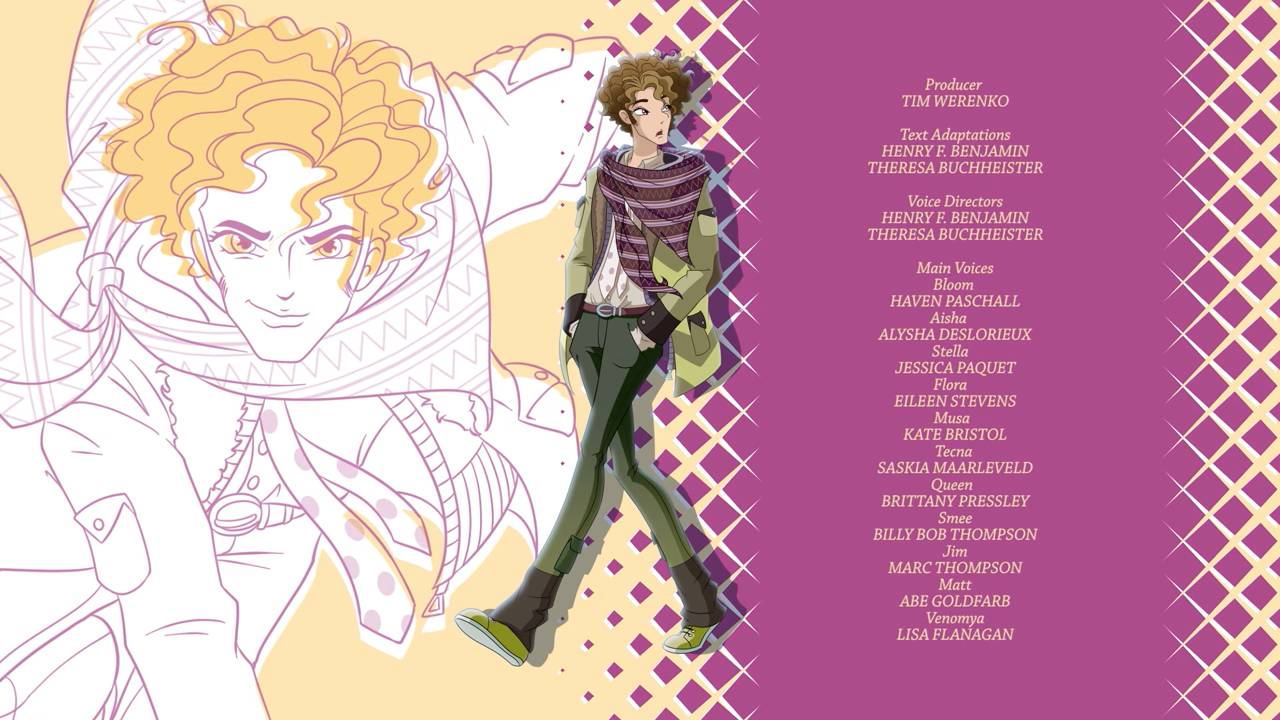 Producer
TIM WERENKO
Text Adaptations
HENRY F. BENJAMIN
THERESA BUCHHEISTER
Voice Directors
HENRY F. BENJAMIN
THERESA BUCHHEISTER
Main Voices
Bloom
HAVEN PASCHALL
Aisha
ALYSHA DESLORIEUX
Stella
JESSICA PAQUET
Flora
EILEEN STEVENS
Musa
KATE BRISTOL
Tecna
SASKIA MAARLEVELD
Queen
BRITTANY PRESSLEY
Smee
BILLY BOB THOMPSON
Jim
MARC THOMPSON
Matt
ABE GOLDFARB
Venomya
LISA FLANAGAN